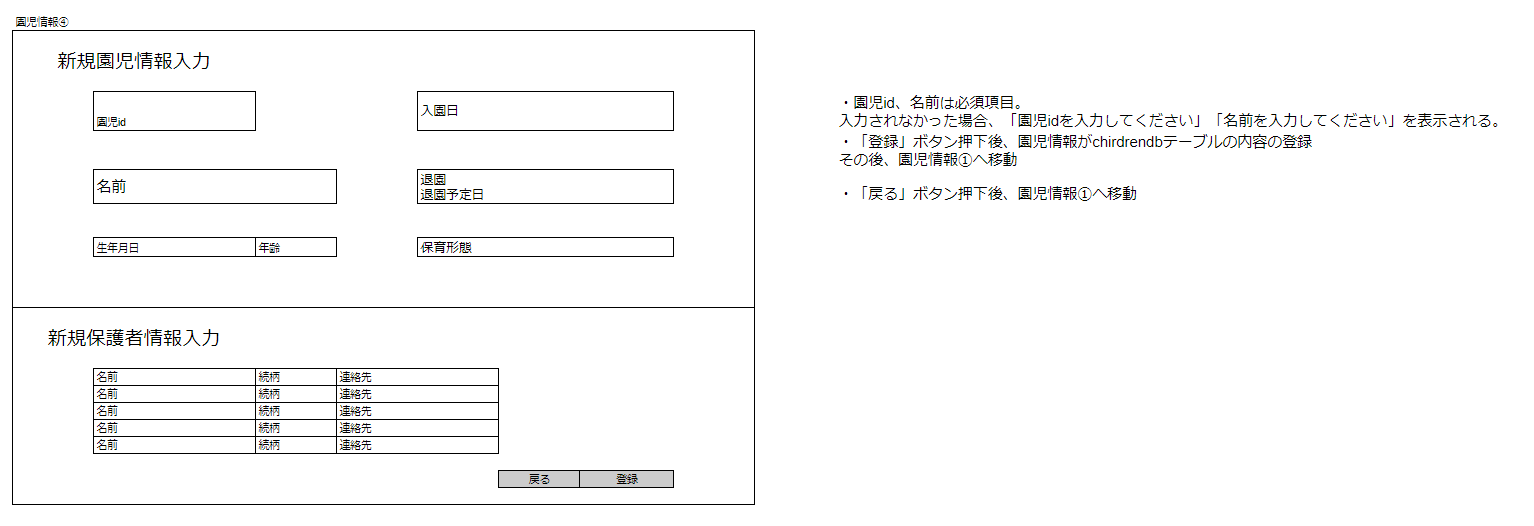 園児情報④
新規園児情報入力
園児id
入園日
名前
退園
退園予定日
生年月日 年齢
保育形態
新規保護者情報入力
名前 続柄 連絡先
名前 続柄 連絡先
名前 続柄 連絡先
名前 続柄 連絡先
名前 続柄 連絡先
戻る 登録
・園児id、名前は必須項目。
入力されなかった場合、「園児idを入力してください」「名前を入力してください」を表示される。
・「登録」ボタン押下後、園児情報がchirdrendbテーブルの内容の登録
その後、園児情報①へ移動
・「戻る」ボタン押下後、園児情報①へ移動